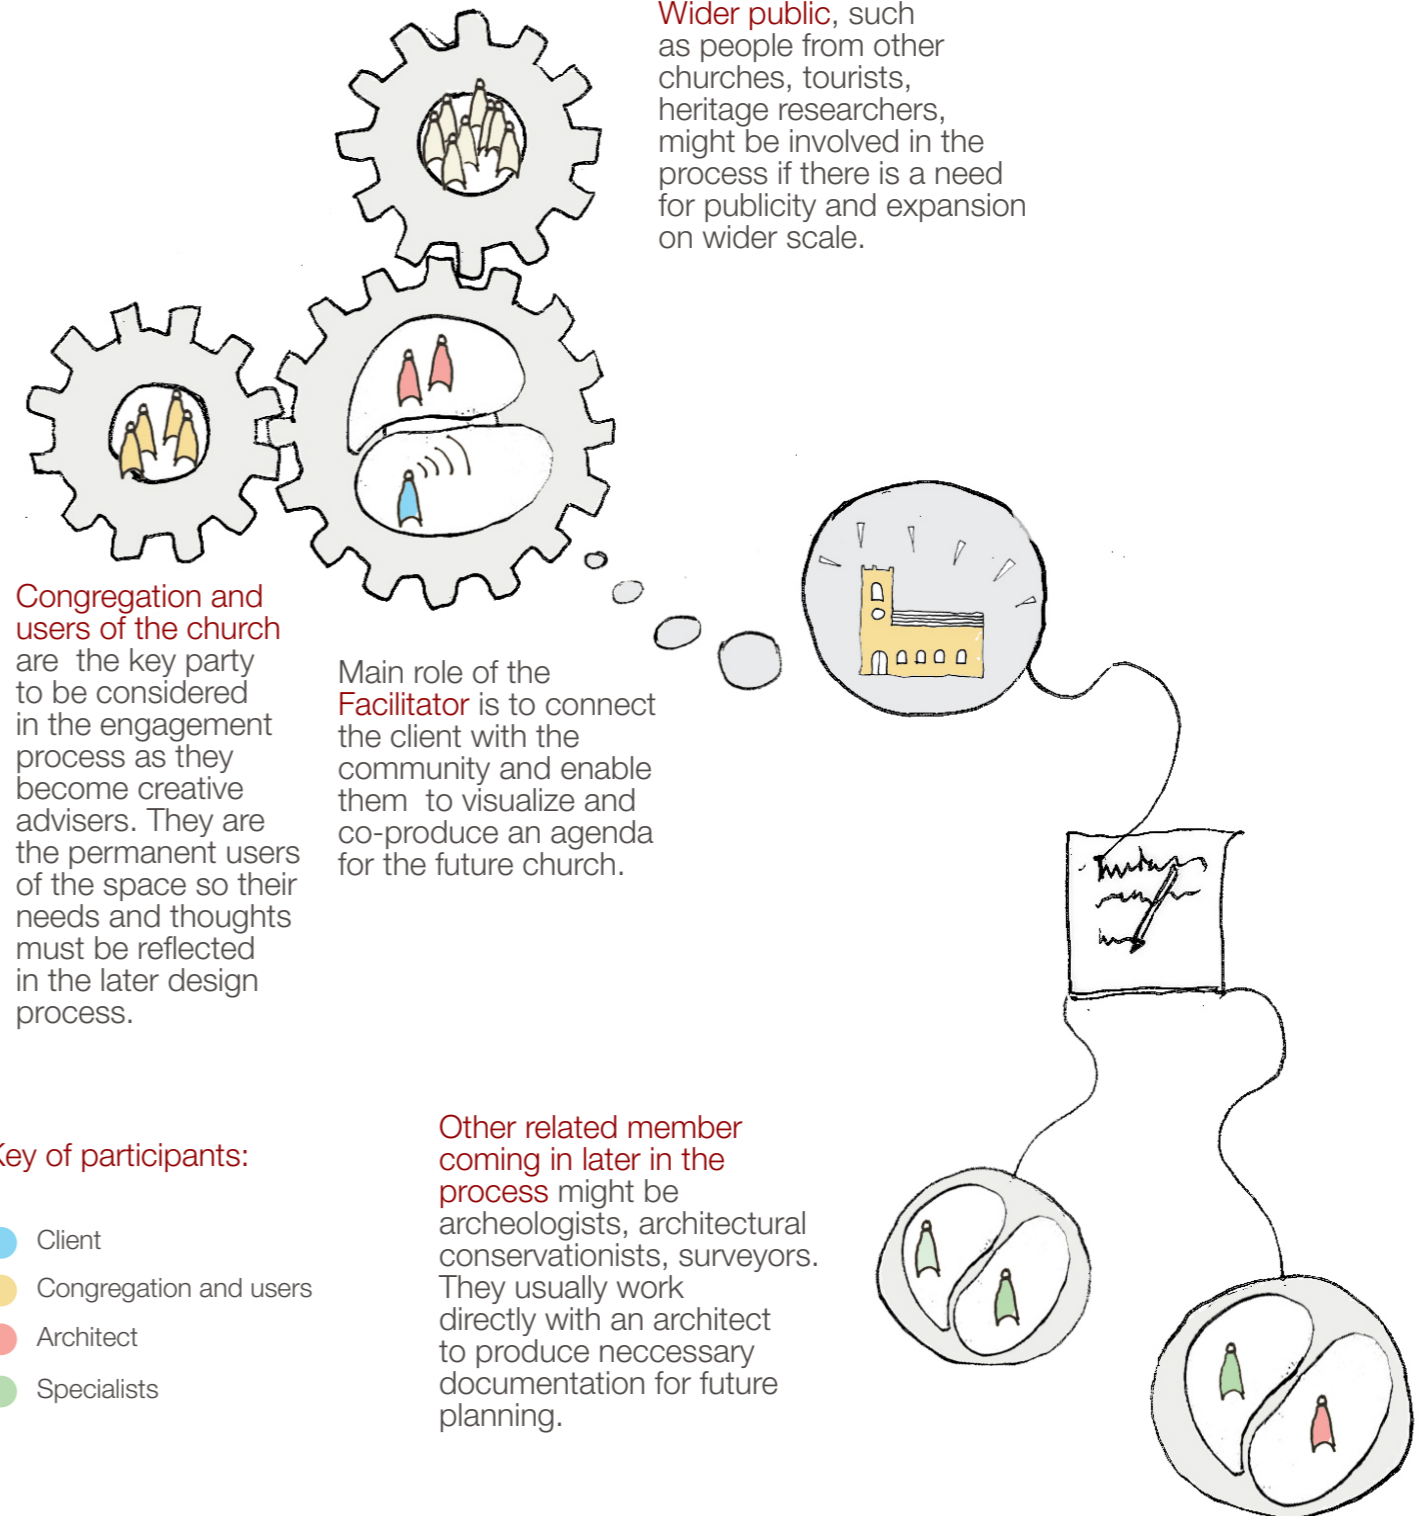 Wider public, such
as people from other
churches, tourists,
heritage researchers,
might be involved in the
process if there is a need
for publicity and expansion
on wider scale.
Congregation and
users of the church
are the key party
to be considered
in the engagement
process as they
become creative
advisers. They are
the permanent users
of the space so their
needs and thoughts
must be reflected
in the later design
process.
Main role of the
Facilitator is to connect
the client with the
community and enable
them to visualize and
co-produce an agenda
for the future church.
Key of participants:
Client
Congregation and users
Architect
Specialists
Other related member
coming in later in the
process might be
archeologists, architectural
conservationists, surveyors.
They usually work
directly with an architect
to produce neccessary
documentation for future
planning.